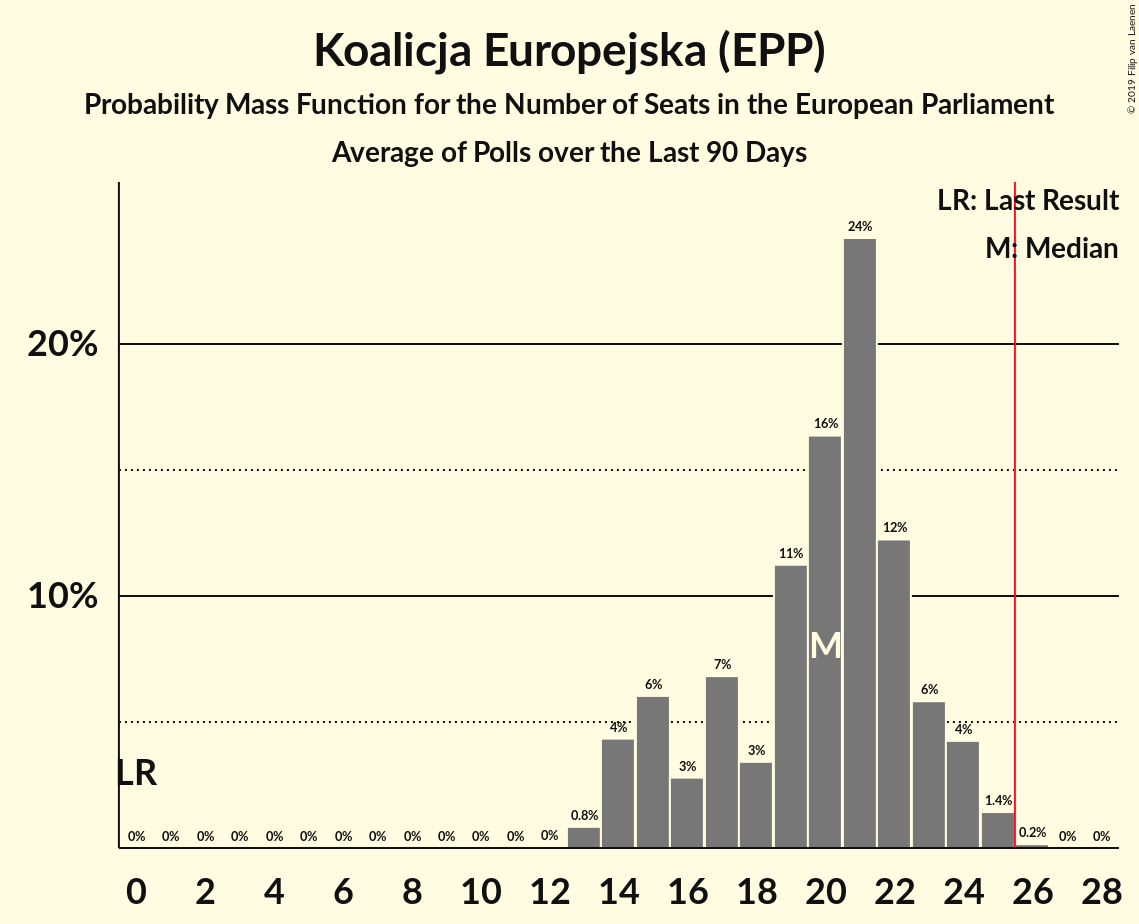 Koalicja Europejska (EPP)
Probability Mass Function for the Number of Seats in the European Parliament
Average of Polls over the Last 90 Days
© 2019 Filip van Laenen
LR: Last Result
M: Median
24%
20%
16%
12%
11%
10%
M
7%
6%
6%
4%
4%
3%
3%
LR
1.4%
0.8%
0.2%
0% 0% 0% 0% 0% 0% 0% 0% 0% 0% 0% 0% 0% 0% 0%
0 2 4 6 8 10 12 14 16 18 20 22 24 26 28